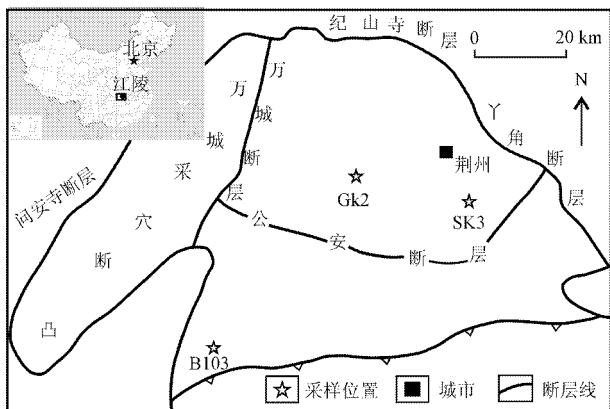 纪山寺断层
0 20 km
北京
江陵
N
万城断层
万城采穴断凸
问安寺断层
丫角断层
荆州
Gk2
SK3
公安断层
B103
采样位置
城市
断层线